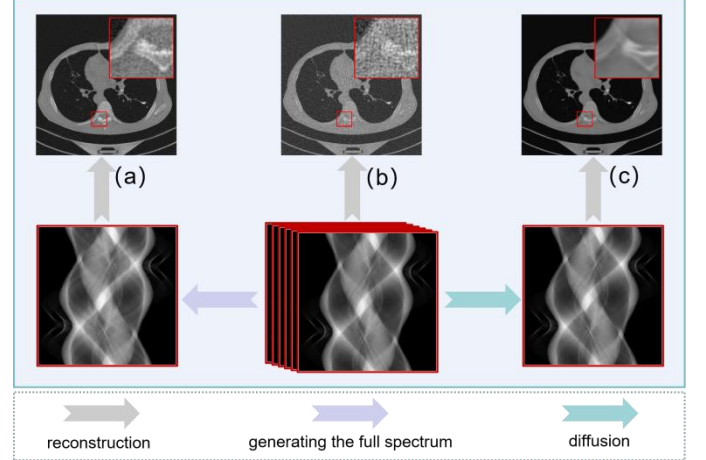 (a)
(b)
(c)
reconstruction
generating the full spectrum
diffusion